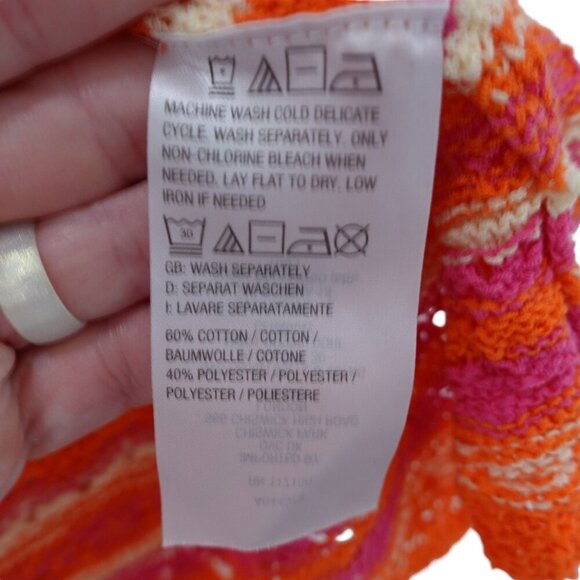 MACHINE WASH COLD DELICATE
CYCLE. WASH SEPARATELY. ONLY
NON-CHLORINE BLEACH WHEN
NEEDED. LAY FLAT TO DRY. LOW
IRON IF NEEDED
30
GB: WASH SEPARATELY
D: SEPARAT WASCHEN
I: LAVARE SEPARATAMENTE
60% COTTON / COTTON /
BAUMWOLLE / COTONE
40% POLYESTER / POLYESTER /
POLYESTER / POLIESTERE